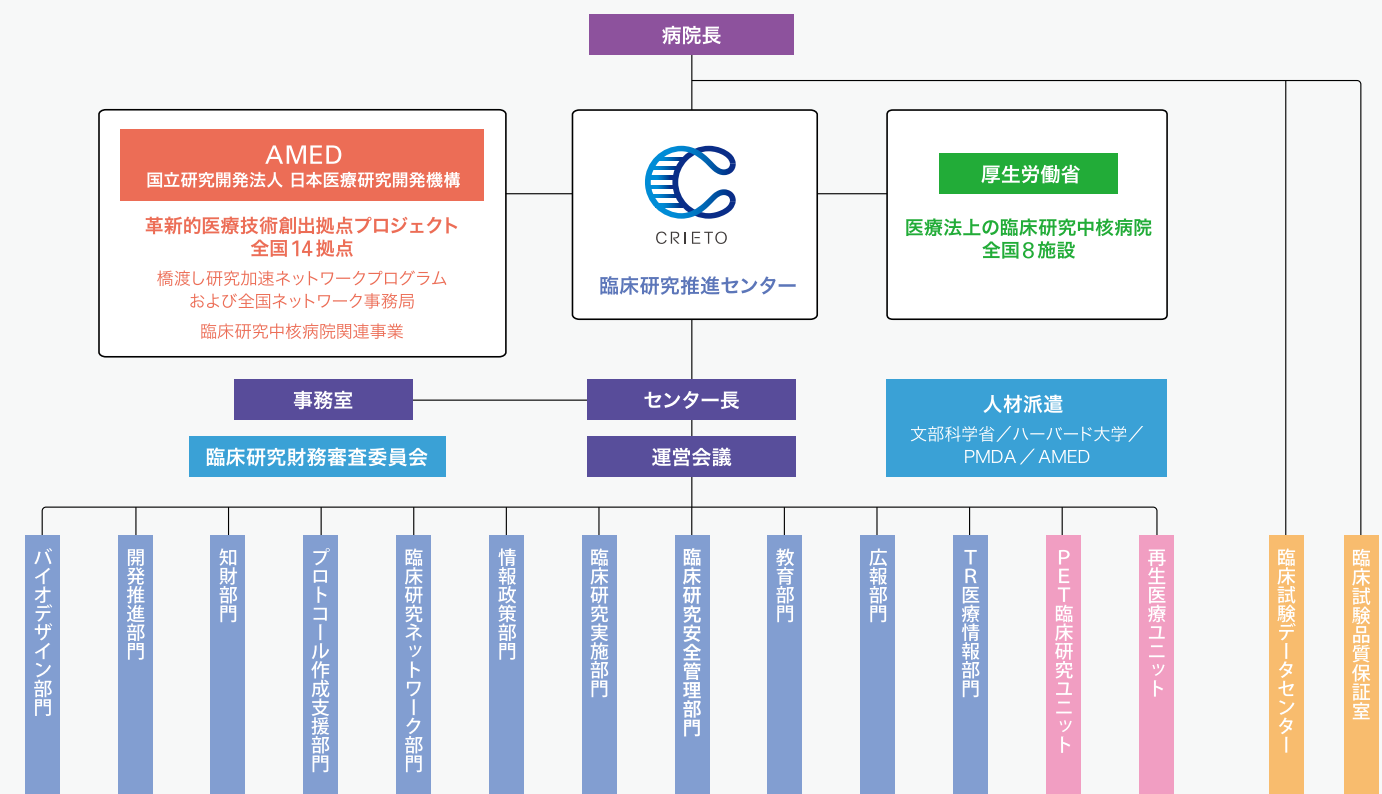 病院長
AMED
国立研究開発法人 日本医療研究開発機構
革新的医療技術創出拠点プロジェクト
全国14拠点
橋渡し研究加速ネットワークプログラム
および全国ネットワーク事務局
臨床研究中核病院関連事業
CRIETO
臨床研究推進センター
厚生労働省
医療法上の臨床研究中核病院
全国8施設
事務室
センター長
人材派遣
文部科学省／ハーバード大学／
PMDA／AMED
臨床研究財務審査委員会
運営会議
バイオデザイン部門
開発推進部門
知財部門
プロトコール作成支援部門
臨床研究ネットワーク部門
情報政策部門
臨床研究実施部門
臨床研究安全管理部門
教育部門
広報部門
TR医療情報部門
PET臨床研究ユニット
再生医療ユニット
臨床試験データセンター
臨床試験品質保証室